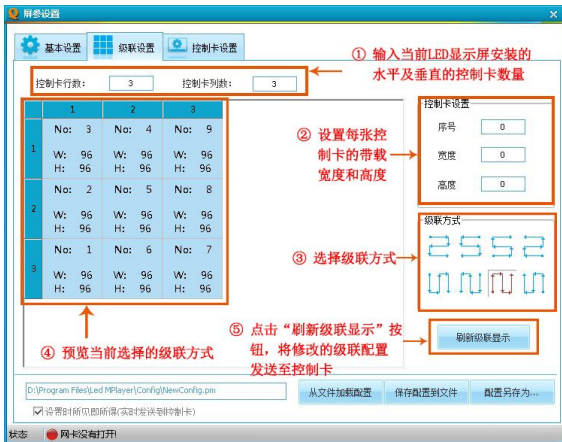 屏参设置
基本设置
级联设置
控制卡设置
① 输入当前LED显示屏安装的
水平及垂直的控制卡数量
控制卡行数: 3 控制卡列数: 3
1 2 3
1
No: 3 No: 4 No: 9
W: 96 W: 96 W: 96
H: 96 H: 96 H: 96
2
No: 2 No: 5 No: 8
W: 96 W: 96 W: 96
H: 96 H: 96 H: 96
3
No: 1 No: 6 No: 7
W: 96 W: 96 W: 96
H: 96 H: 96 H: 96
② 设置每张控
制卡的带载
宽度和高度
控制卡设置
序号 0
宽度 0
高度 0
③ 选择级联方式
级联方式
④ 预览当前选择的级联方式
⑤ 点击“刷新级联显示”按
钮，将修改的级联配置
发送至控制卡
刷新级联显示
D:\Program Files\Led MPlayer\Config\NewConfig.pm
从文件加载配置
保存配置到文件
配置另存为...
设置时所见即所得(实时发送到控制卡)
状态 网卡没有打开!